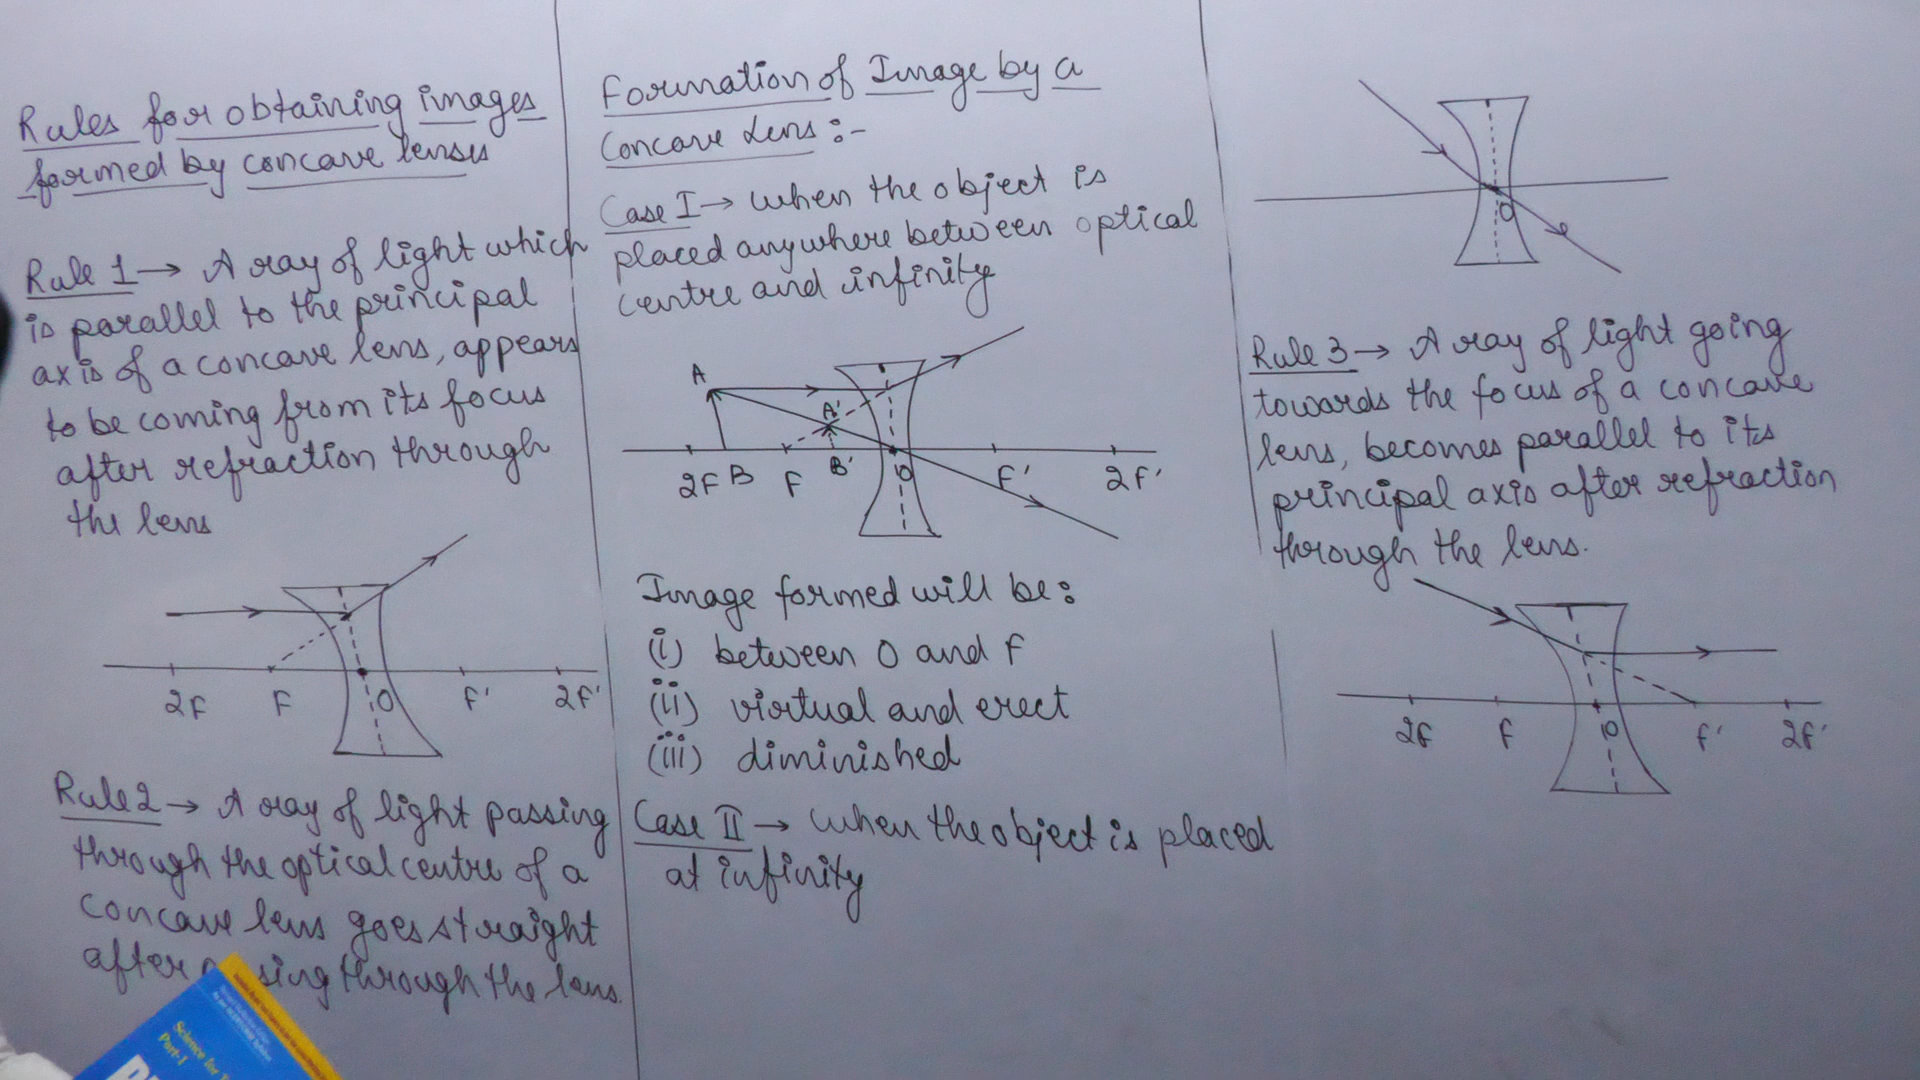 Rules for obtaining images
formed by concave lenses
Rule 1→ A ray of light which
is parallel to the principal
axis of a concave lens, appears
to be coming from its focus
after refraction through
the lens
2F F O F' 2F'
Rule 2→ A ray of light passing
through the optical centre of a
concave lens goes straight
after through the lens.
Science for T
Part-1
Formation of Image by a
Concave Lens:-
Case I→ When the object is
placed anywhere between optical
centre and infinity
A
A'
2F B F B' O F' 2F'
Image formed will be:
(i) between O and F
(ii) virtual and erect
(iii) diminished
Case II→ When the object is placed
at infinity
O
Rule 3→ A ray of light going
towards the focus of a concave
lens, becomes parallel to its
principal axis after refraction
through the lens.
2F F O F' 2F'